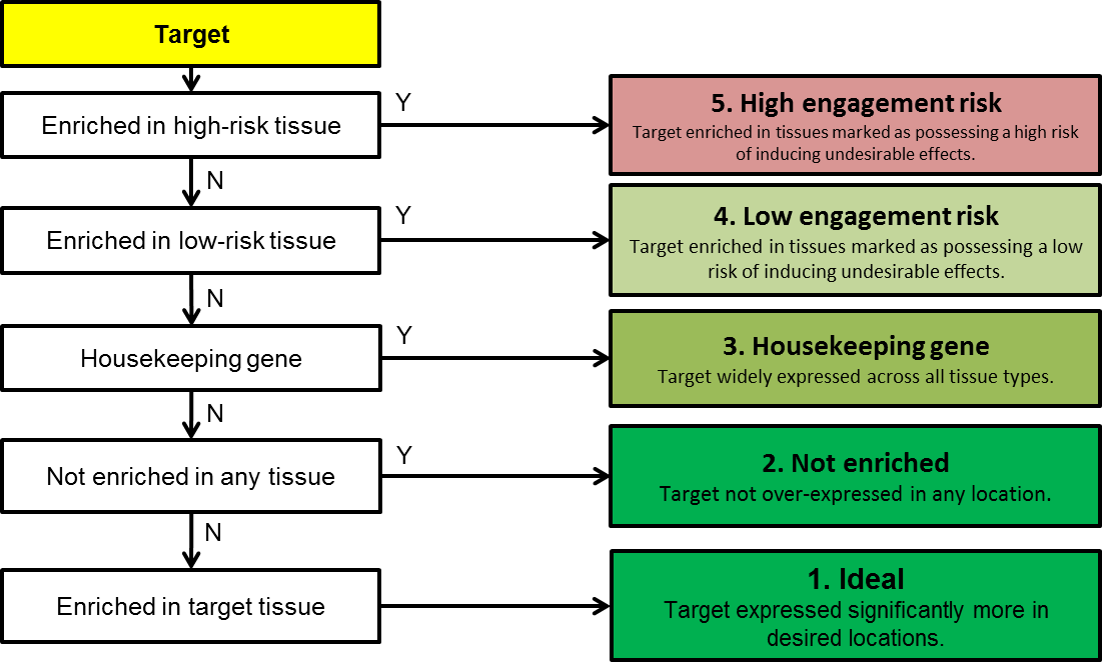 Target
Enriched in high-risk tissue
Y
5. High engagement risk
Target enriched in tissues marked as possessing a high risk
of inducing undesirable effects.
N
Enriched in low-risk tissue
Y
4. Low engagement risk
Target enriched in tissues marked as possessing a low
risk of inducing undesirable effects.
N
Housekeeping gene
Y
3. Housekeeping gene
Target widely expressed across all tissue types.
N
Not enriched in any tissue
Y
2. Not enriched
Target not over-expressed in any location.
N
Enriched in target tissue
1. Ideal
Target expressed significantly more in
desired locations.